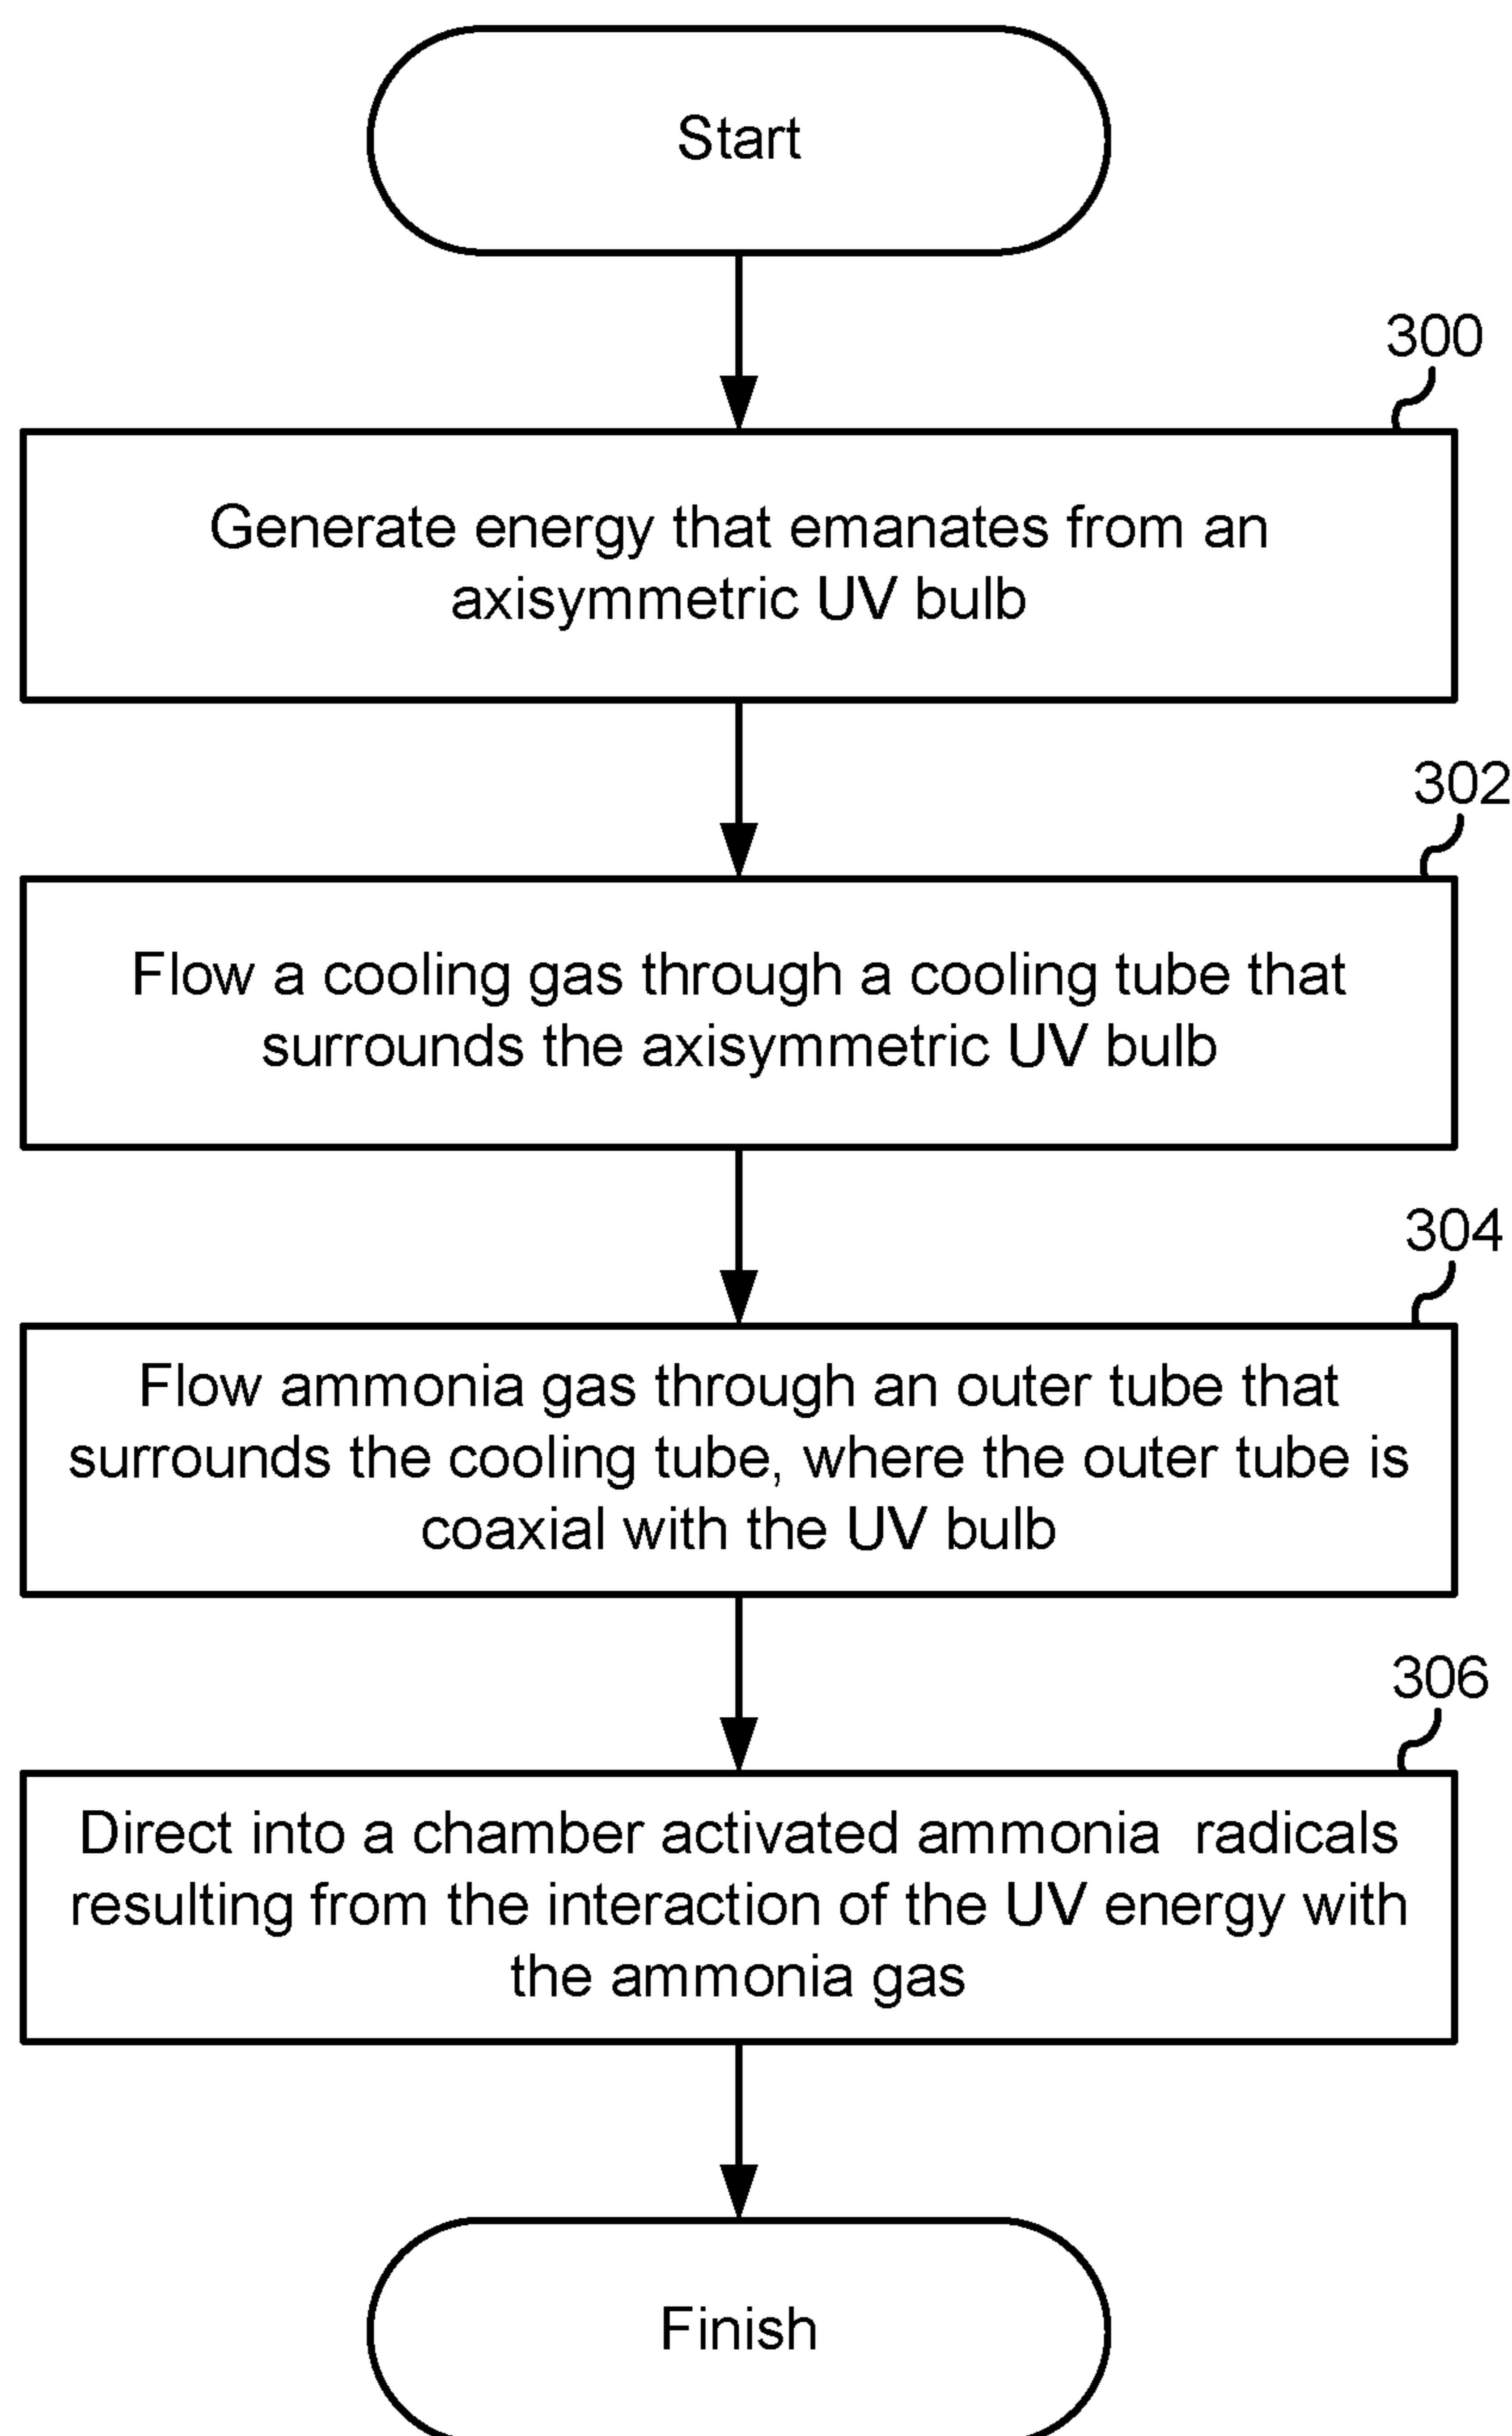 Start
300
Generate energy that emanates from an
axisymmetric UV bulb
302
Flow a cooling gas through a cooling tube that
surrounds the axisymmetric UV bulb
304
Flow ammonia gas through an outer tube that
surrounds the cooling tube, where the outer tube is
coaxial with the UV bulb
306
Direct into a chamber activated ammonia  radicals
resulting from the interaction of the UV energy with
the ammonia gas
Finish